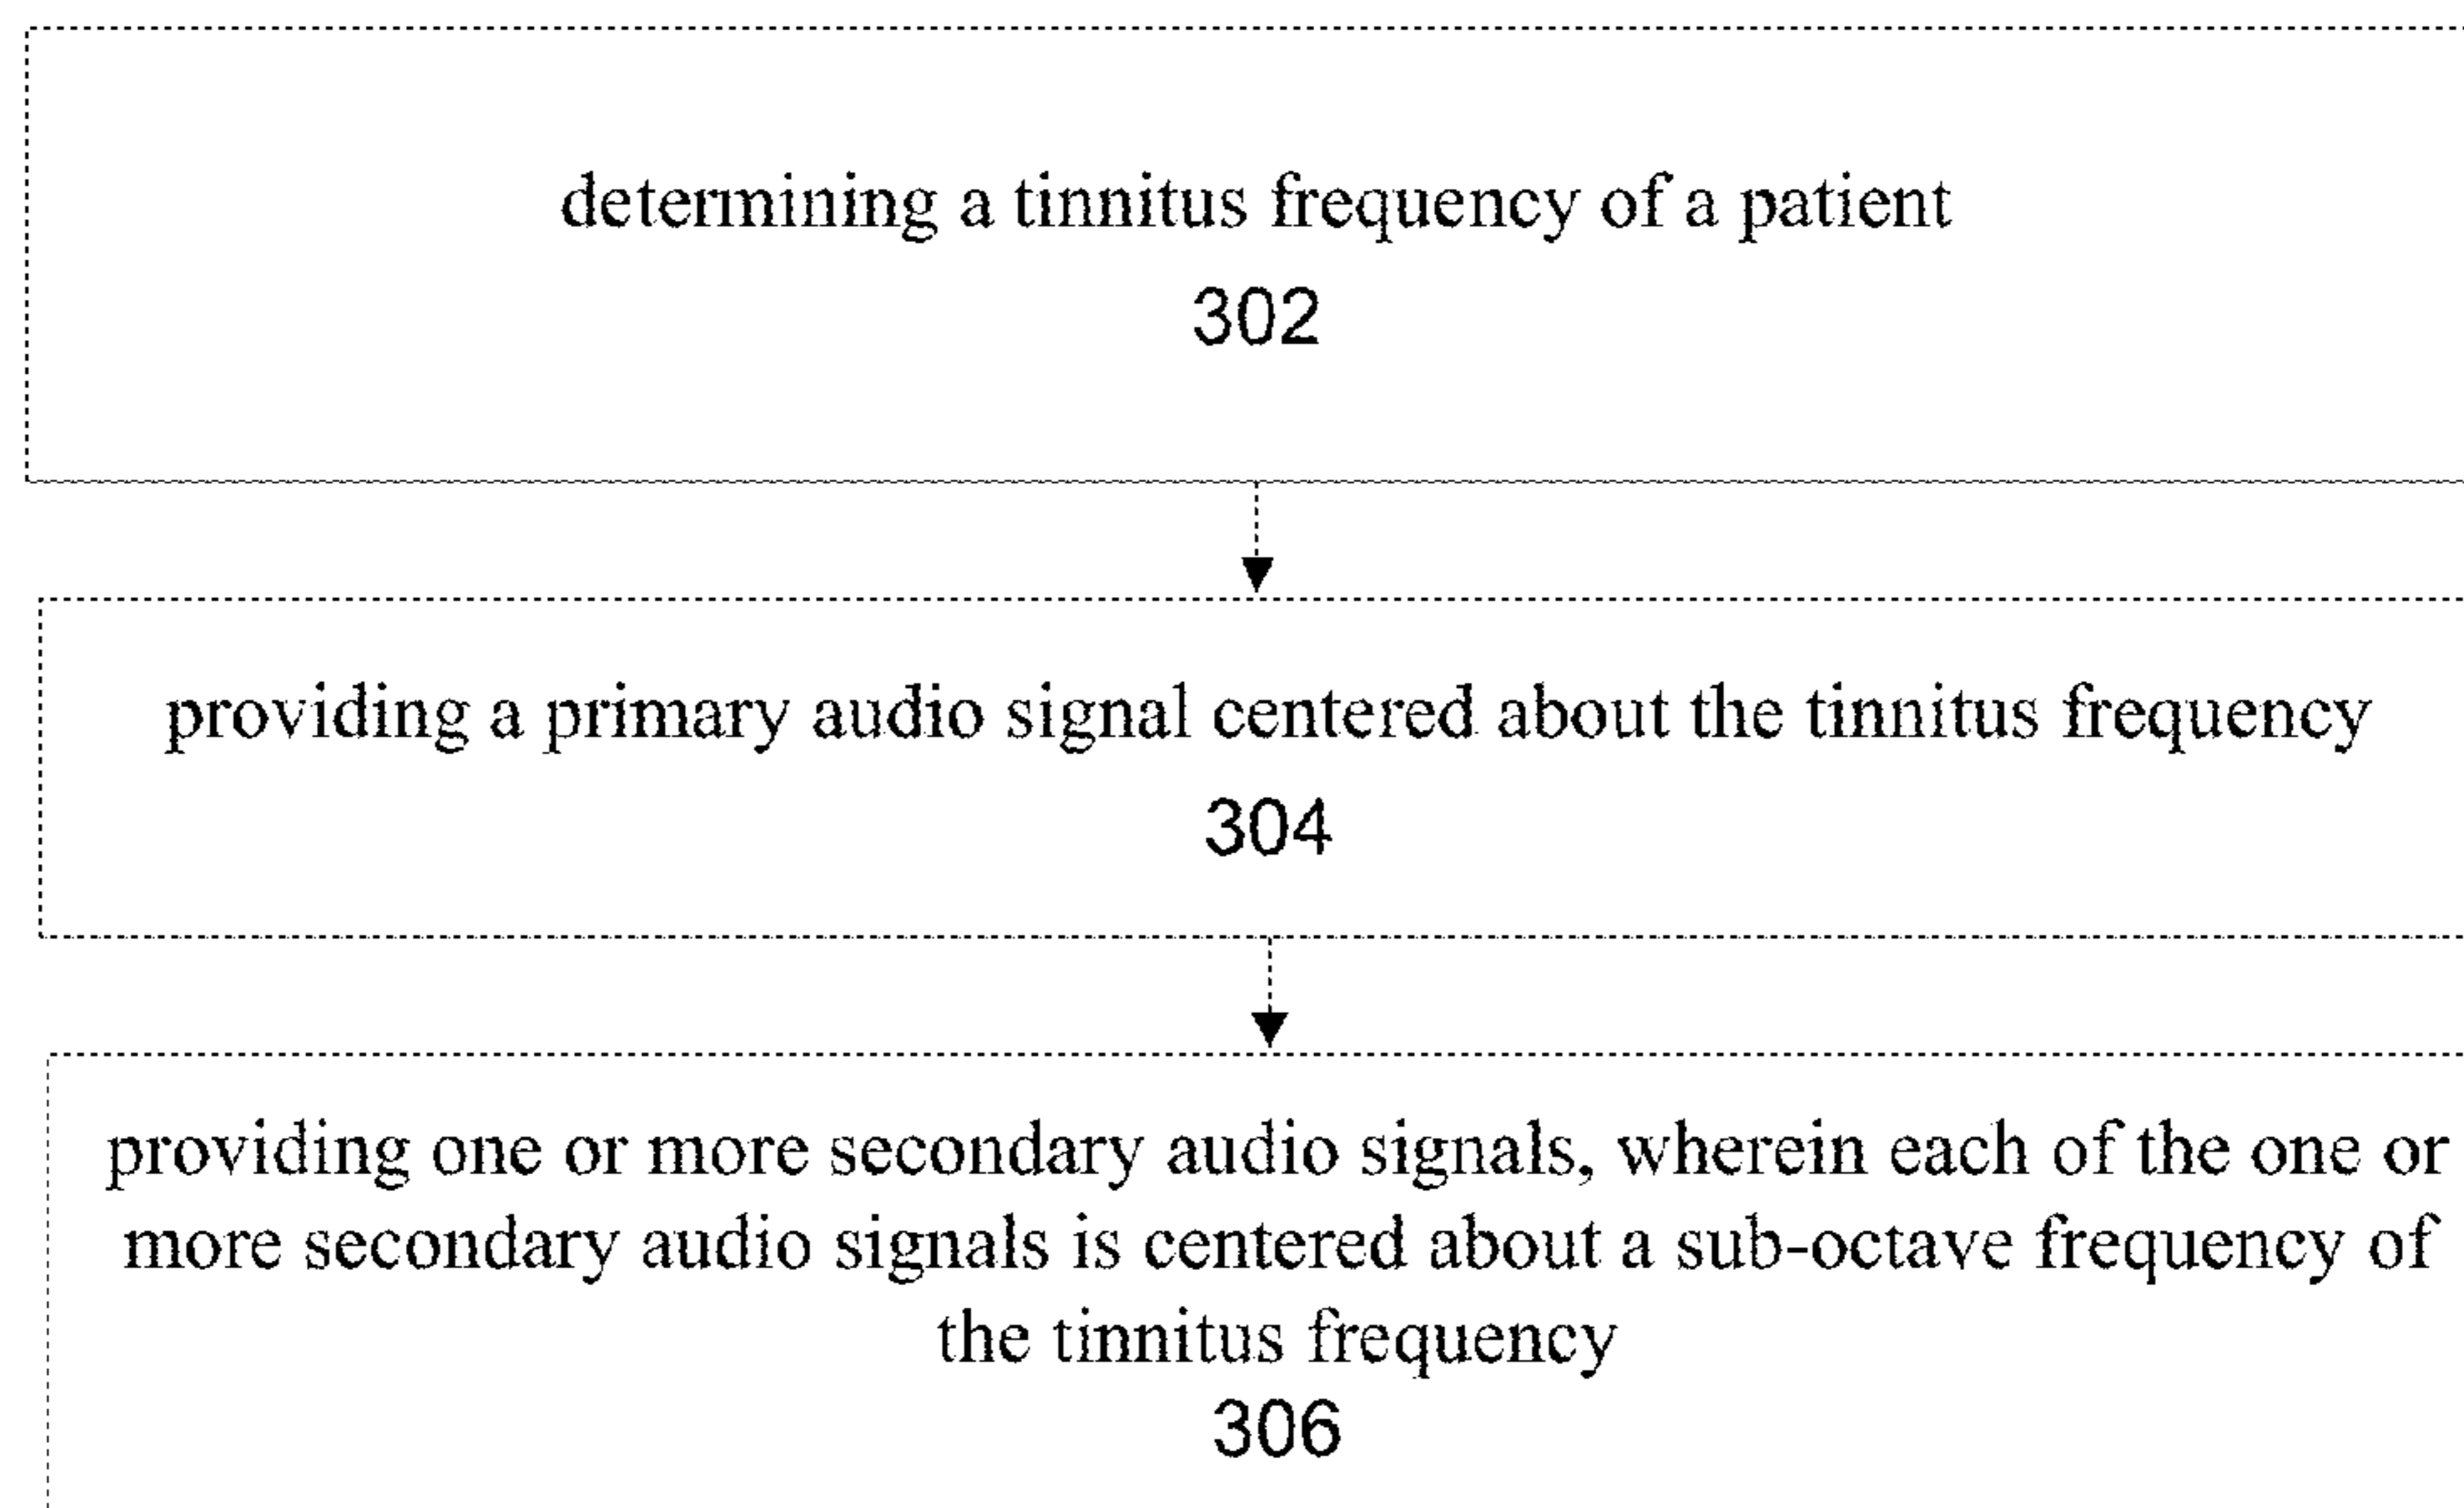 determining a tinnitus frequency of a patient
302
providing a primary audio signal centered about the tinnitus frequency
304
providing one or more secondary audio signals, wherein each of the one or
more secondary audio signals is centered about a sub-octave frequency of
the tinnitus frequency
306